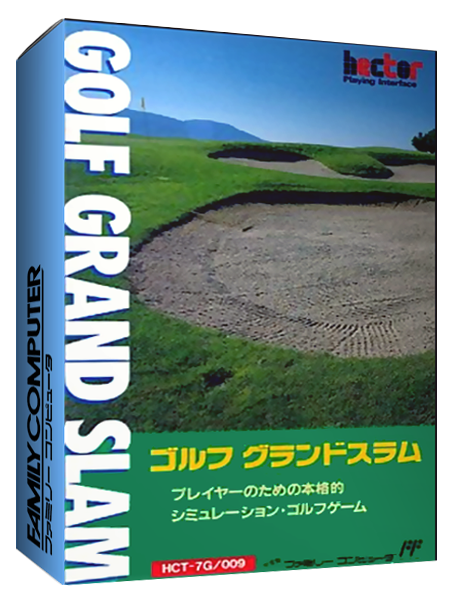 GOLF GRAND SLAM
hector
Playing Interface
ゴルフ グランドスラム
プレイヤーのための本格的
シミュレーション・ゴルフゲーム
HCT-7G/009
ファミリー コンピュータ
FF
FAMILY COMPUTER
ファミリー コンピュータ